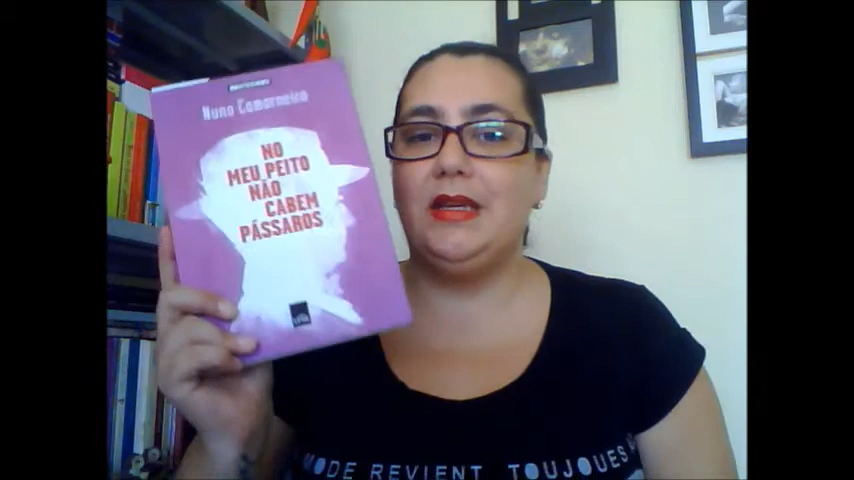 Nuno Camarneiro
NO
MEU PEITO
NÃO
CABEM
PÁSSAROS
MODE REVIENT TOUJOURS